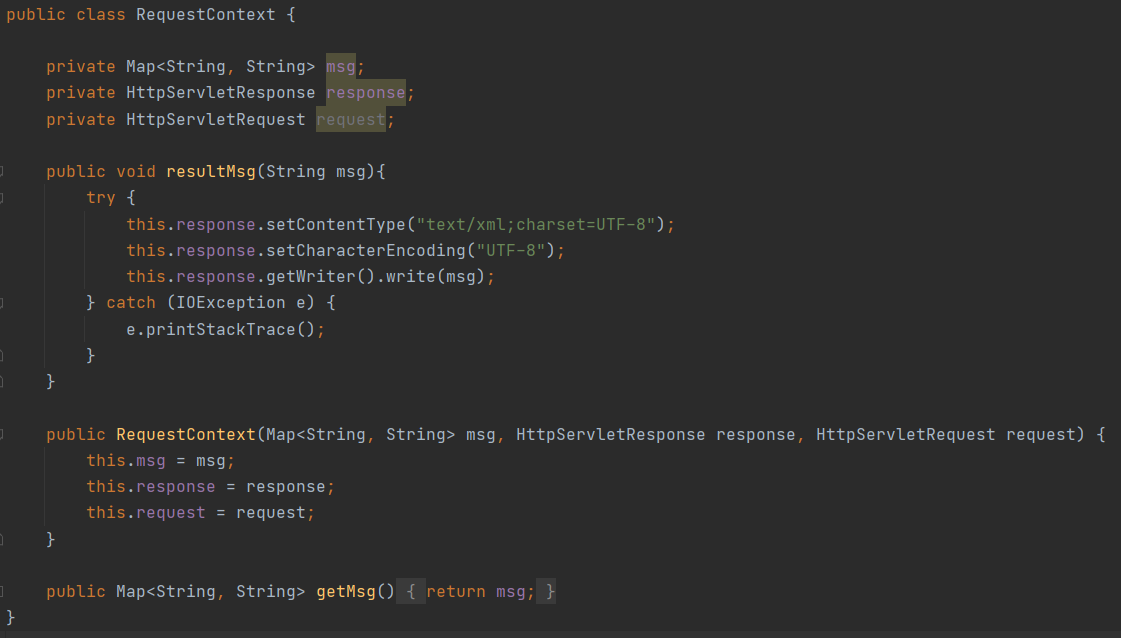 public class RequestContext {
private Map<String, String> msg;
private HttpServletResponse response;
private HttpServletRequest request;
public void resultMsg(String msg){
try {
this.response.setContentType("text/xml;charset=UTF-8");
this.response.setCharacterEncoding("UTF-8");
this.response.getWriter().write(msg);
} catch (IOException e) {
e.printStackTrace();
}
}
public RequestContext(Map<String, String> msg, HttpServletResponse response, HttpServletRequest request) {
this.msg = msg;
this.response = response;
this.request = request;
}
public Map<String, String> getMsg() { return msg; }
}